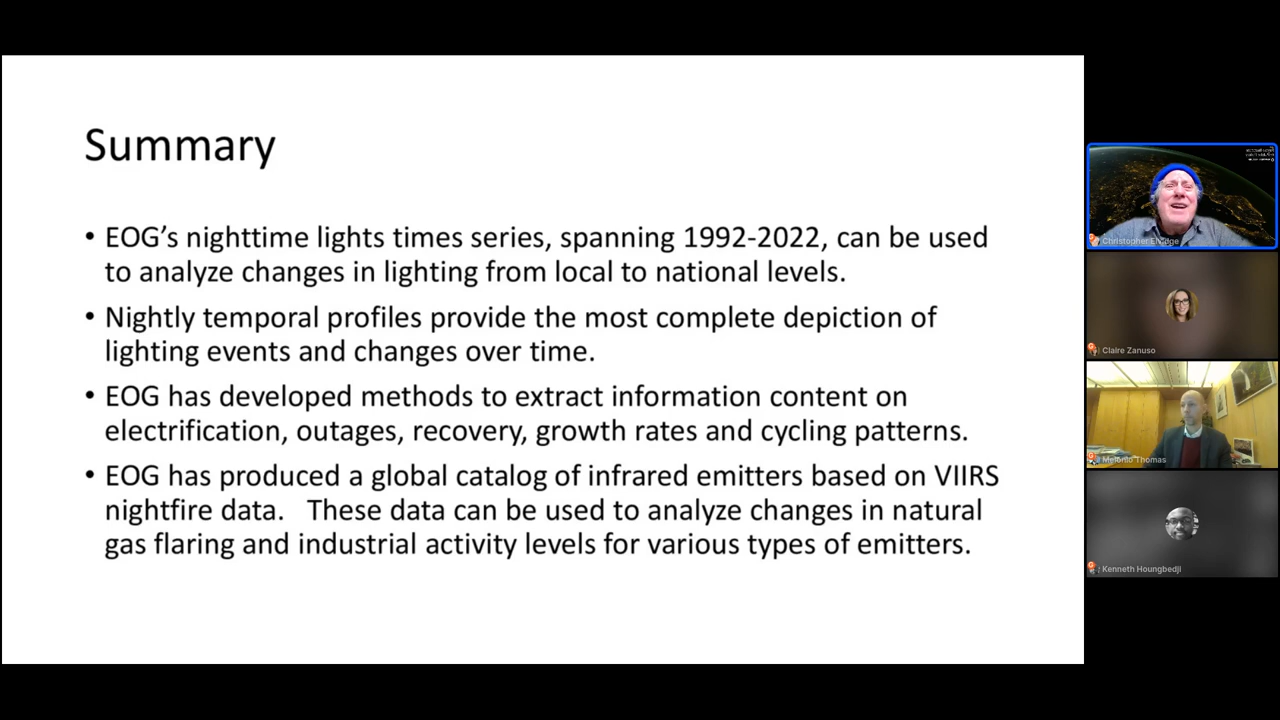 Summary
• EOG's nighttime lights times series, spanning 1992-2022, can be used
to analyze changes in lighting from local to national levels.
• Nightly temporal profiles provide the most complete depiction of
lighting events and changes over time.
• EOG has developed methods to extract information content on
electrification, outages, recovery, growth rates and cycling patterns.
• EOG has produced a global catalog of infrared emitters based on VIIRS
nightfire data.   These data can be used to analyze changes in natural
gas flaring and industrial activity levels for various types of emitters.
Christopher Elvidge
Claire Zanuso
Melonio Thomas
Kenneth Houngbedji